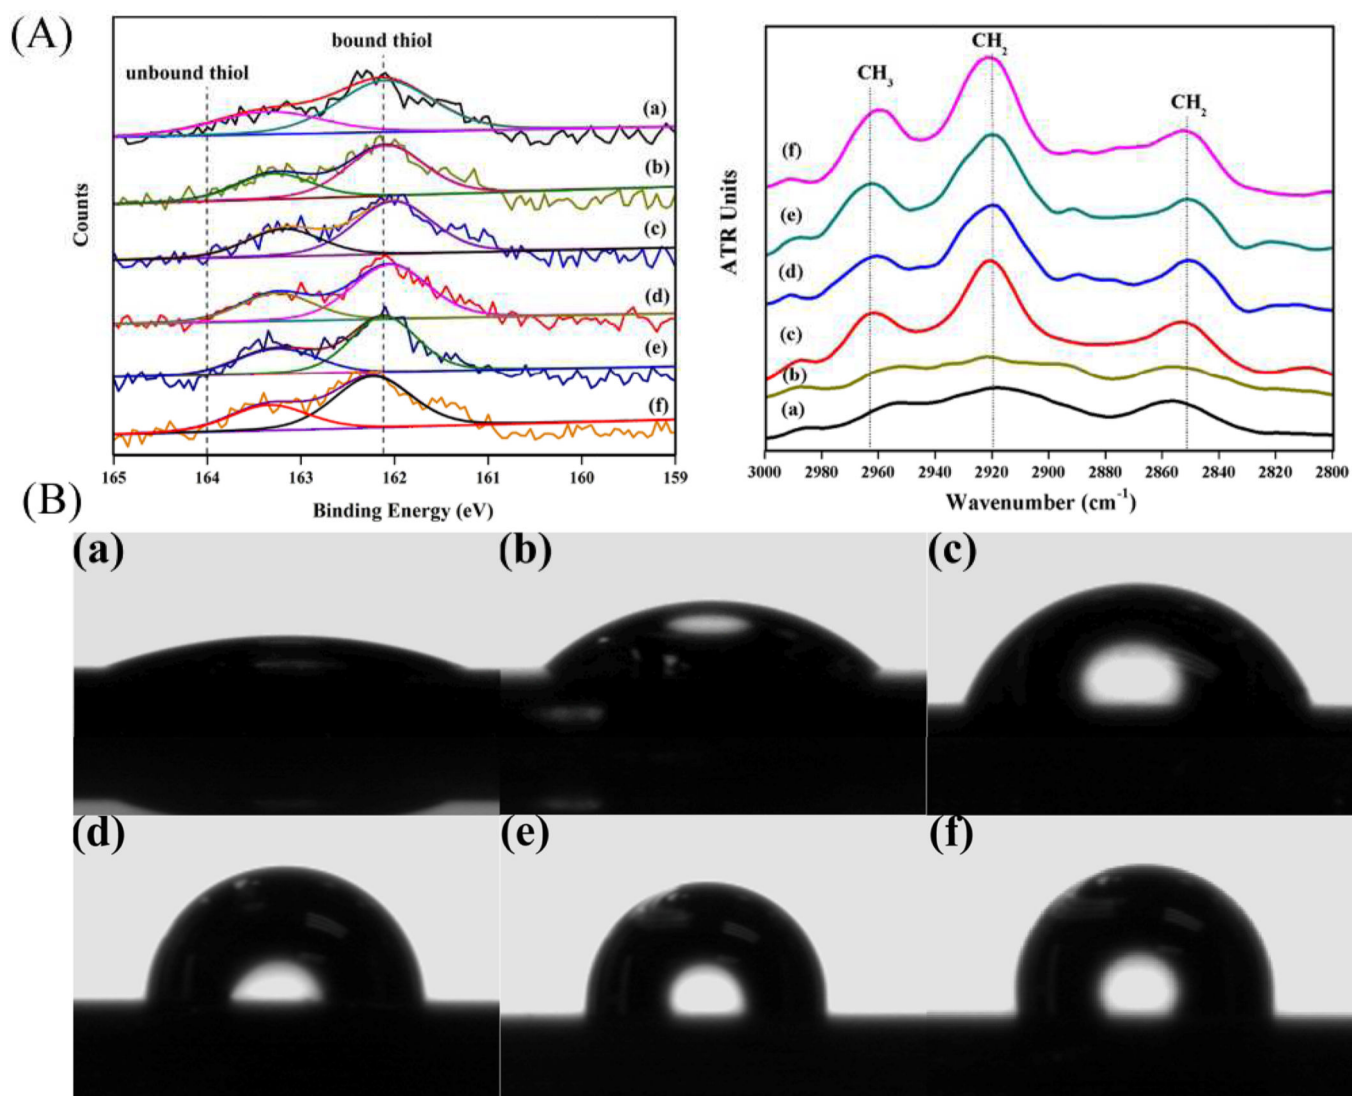 (A)
bound thiol
unbound thiol
(a)
(b)
(c)
(d)
(e)
(f)
Counts
165 164 163 162 161 160 159
Binding Energy (eV)
CH2
CH3
CH2
(f)
(e)
(d)
(c)
(b)
(a)
ATR Units
3000 2980 2960 2940 2920 2900 2880 2860 2840 2820 2800
Wavenumber (cm-1)
(B)
(a) (b) (c)
(d) (e) (f)